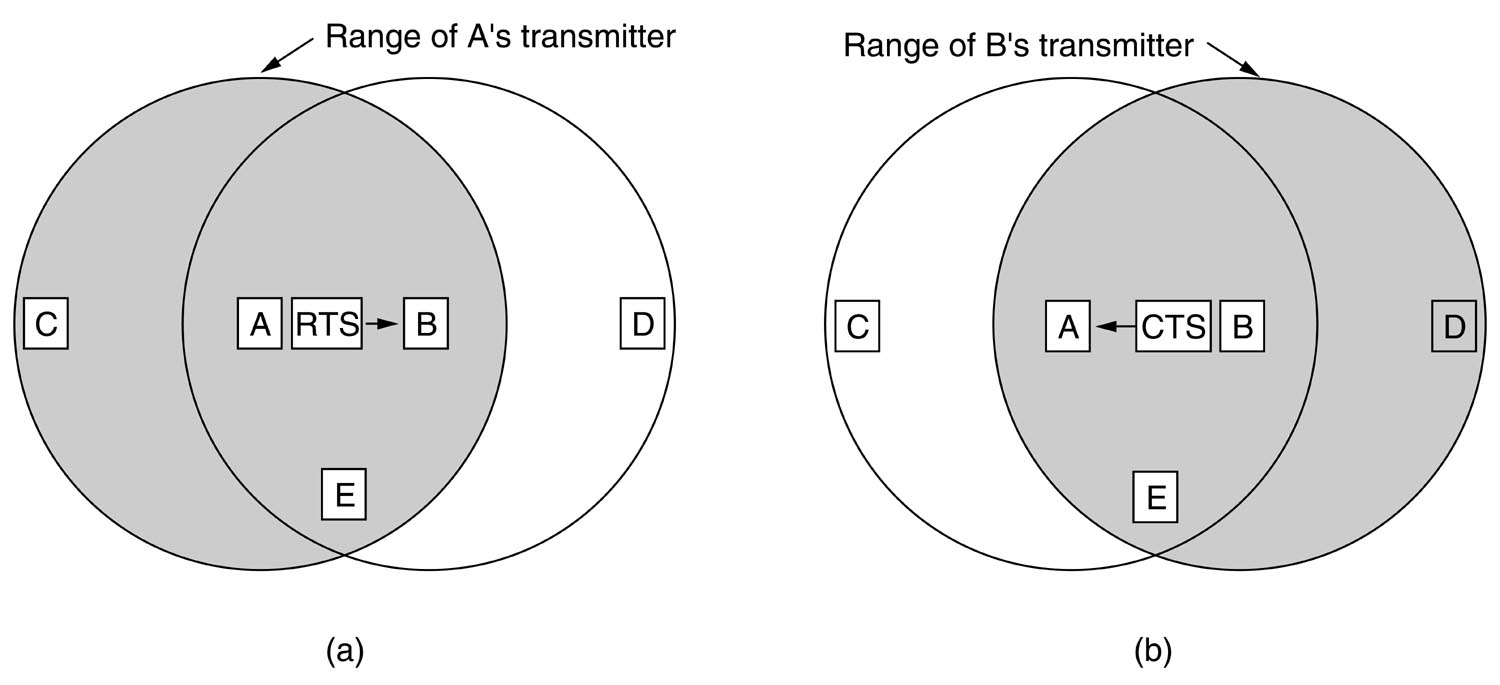 Range of A's transmitter
C
A
RTS
B
D
E
(a)
Range of B's transmitter
C
A
CTS
B
D
E
(b)